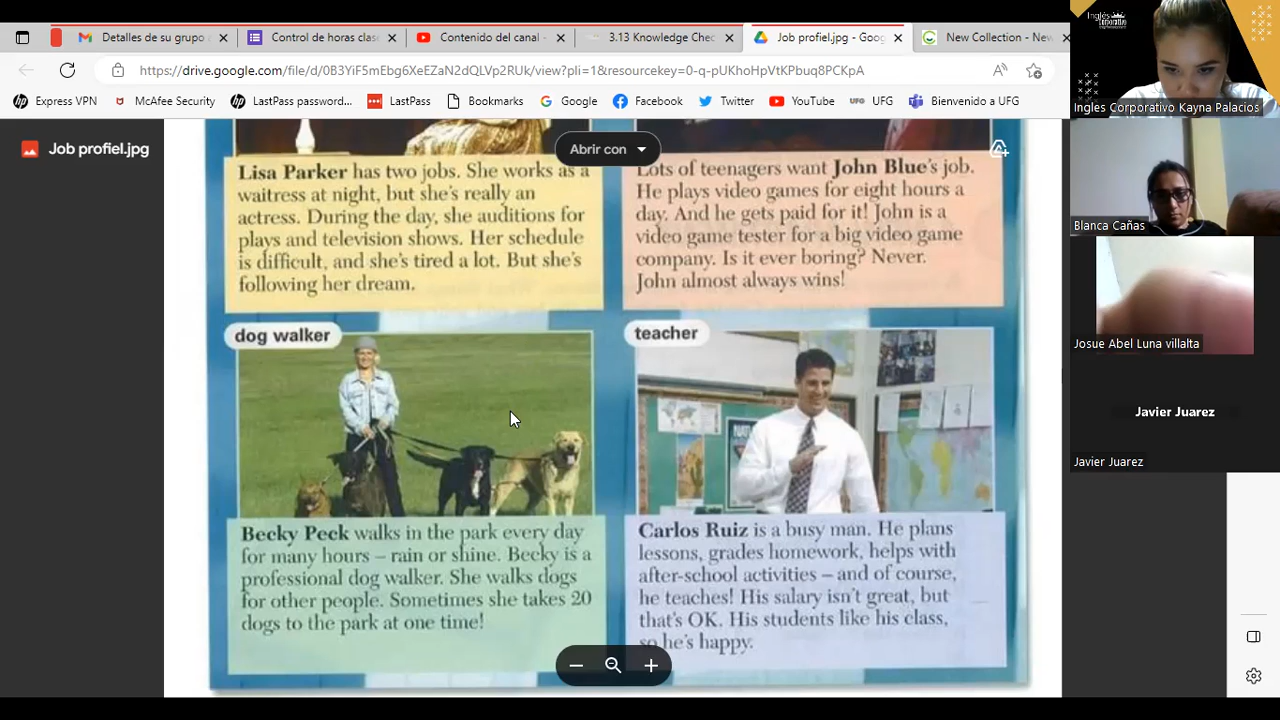 Detalles de su grupo
Control de horas clas
Contenido del canal -
3.13 Knowledge Chec
Job profiel.jpg - Goog
New Collection - New
https://drive.google.com/file/d/0B3YiF5mEbg6XeEZaN2dQLVp2RUk/view?pli=1&resourcekey=0-q-pUKhoHpVtKPbuq8PCKpA
Express VPN
McAfee Security
LastPass password...
LastPass
Bookmarks
Google
Facebook
Twitter
YouTube
UFG
Bienvenido a UFG
Job profiel.jpg
Abrir con
Lisa Parker has two jobs. She works as a
waitress at night, but she's really an
actress. During the day, she auditions for
plays and television shows. Her schedule
is difficult, and she's tired a lot. But she's
following her dream.
Lots of teenagers want John Blue's job.
He plays video games for eight hours a
day. And he gets paid for it! John is a
video game tester for a big video game
company. Is it ever boring? Never.
John almost always wins!
dog walker
teacher
Becky Peck walks in the park every day
for many hours – rain or shine. Becky is a
professional dog walker. She walks dogs
for other people. Sometimes she takes 20
dogs to the park at one time!
Carlos Ruiz is a busy man. He plans
lessons, grades homework, helps with
after-school activities – and of course,
he teaches! His salary isn't great, but
that's OK. His students like his class,
so he's happy.
Inglés
Corporativo
Ingles Corporativo Kayna Palacios
Blanca Cañas
Josue Abel Luna villalta
Javier Juarez
Javier Juarez